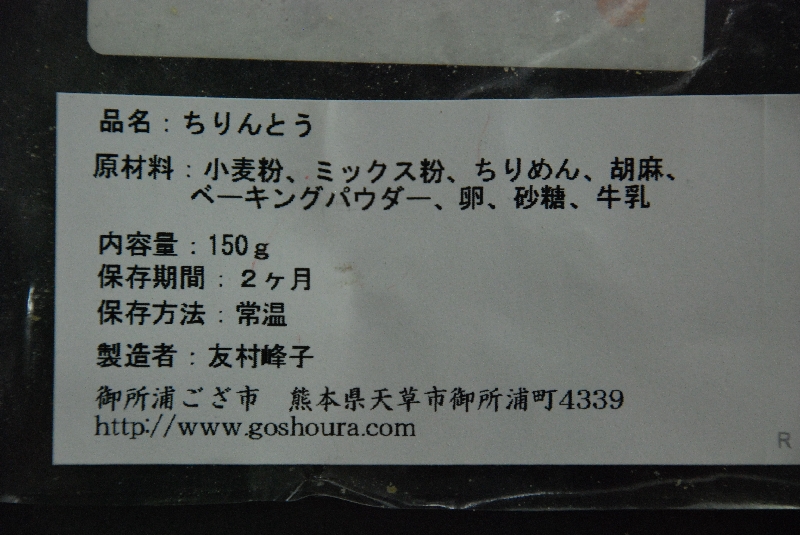 品名：ちりんとう
原材料：小麦粉、ミックス粉、ちりめん、胡麻、
ベーキングパウダー、卵、砂糖、牛乳
内容量：150ｇ
保存期間：２ヶ月
保存方法：常温
製造者：友村峰子
御所浦ござ市　熊本県天草市御所浦町4339
http://www.goshoura.com
R